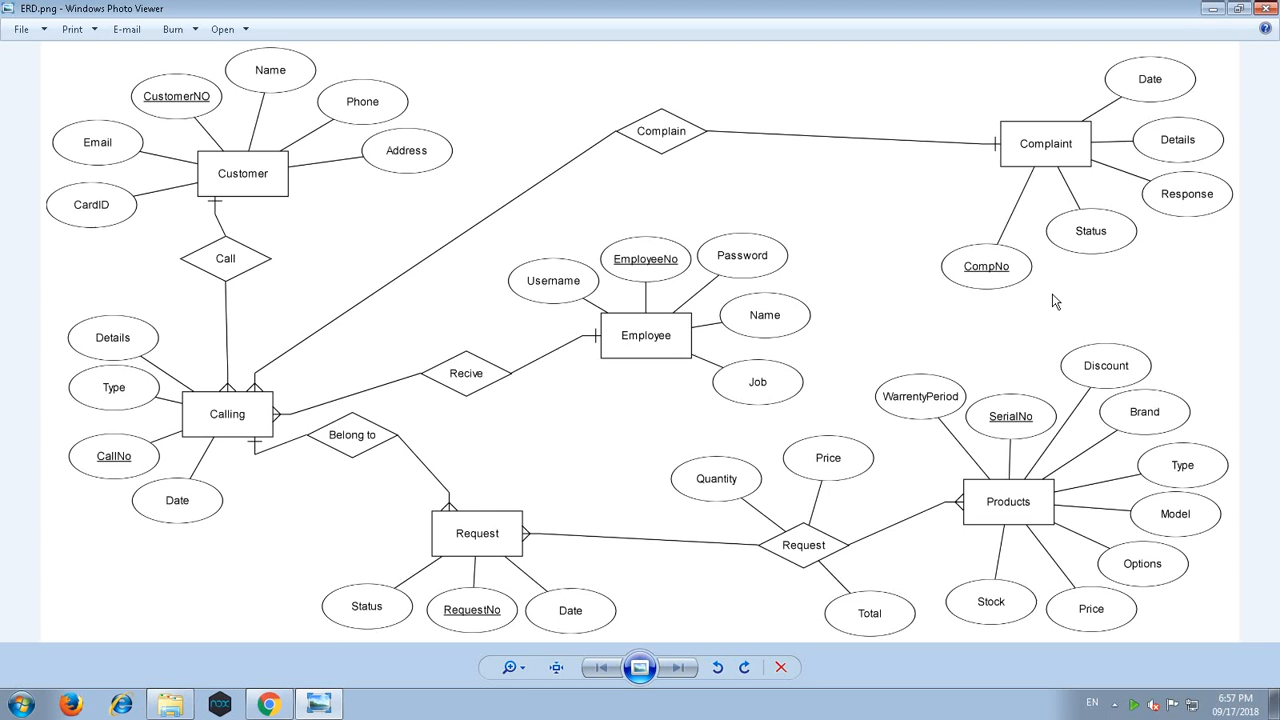 ERD.png - Windows Photo Viewer
File Print E-mail Burn Open
Name
CustomerNO
Phone
Email
Address
CardID
Customer
Call
Complain
Complaint
Date
Details
Response
Status
CompNo
Username
EmployeeNo
Password
Name
Job
Employee
Recive
Details
Type
CallNo
Date
Calling
Belong to
Request
Status
RequestNo
Date
Quantity
Price
Request
Total
WarrentyPeriod
SerialNo
Discount
Brand
Type
Model
Options
Price
Stock
Products
nox
EN
6:57 PM
09/17/2018